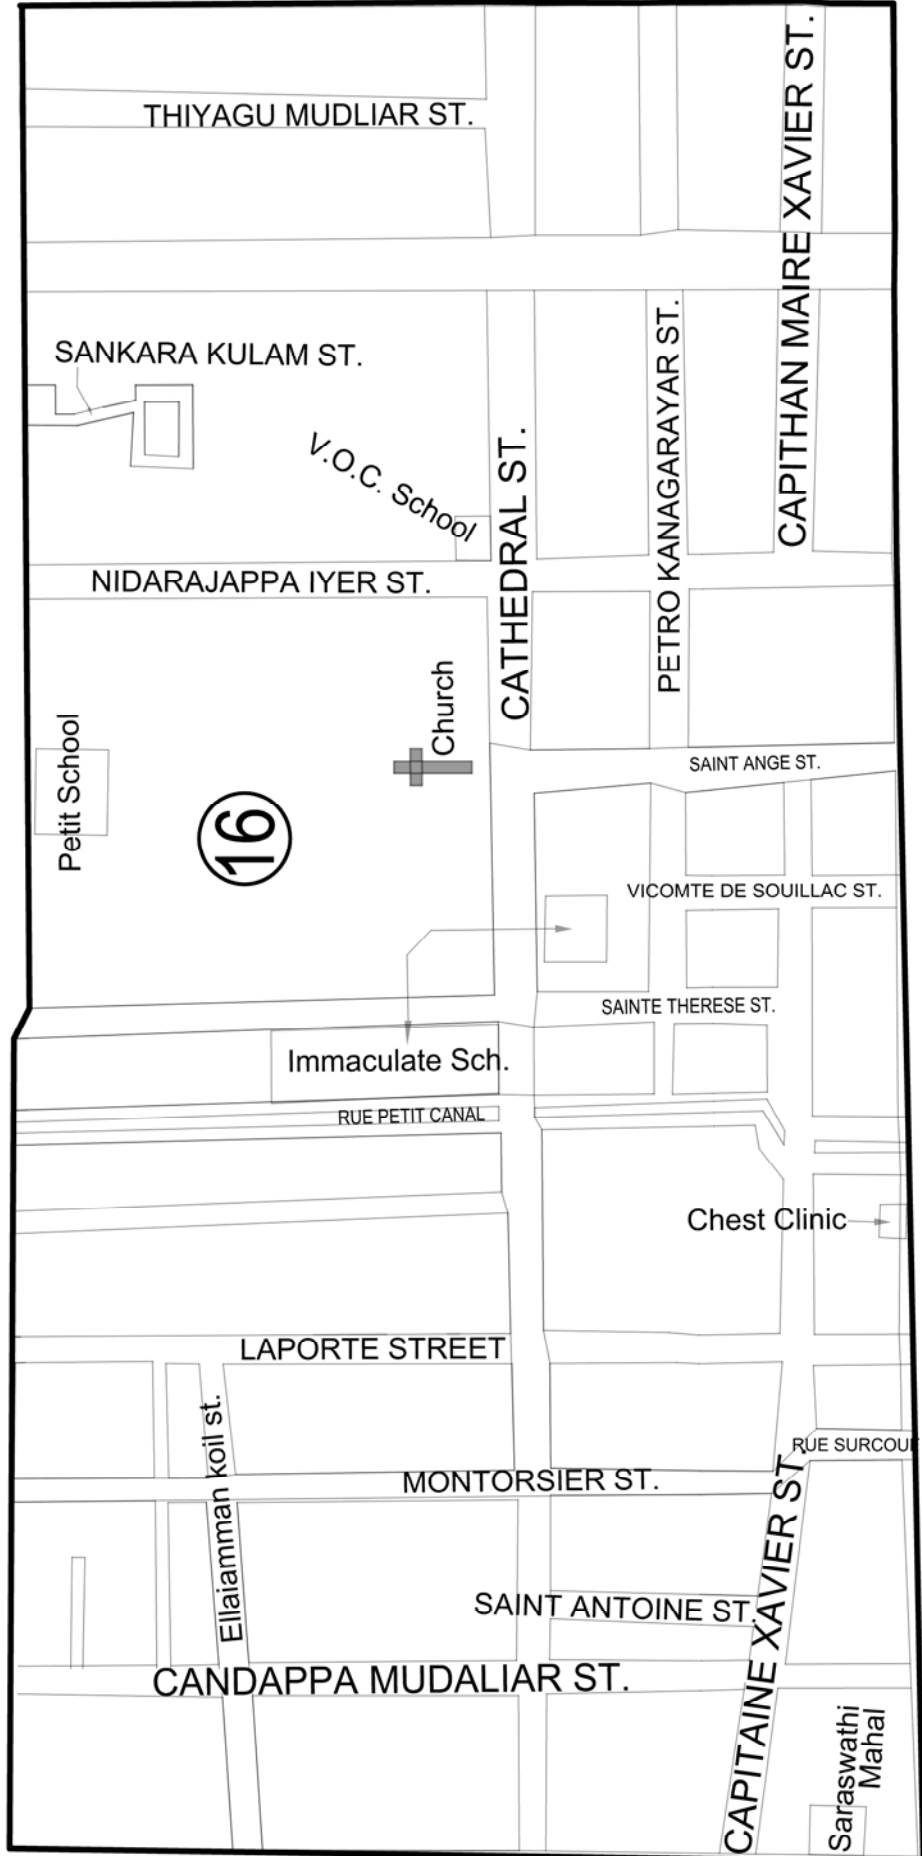 THIYAGU MUDLIAR ST.
CAPITHAN MAIRE XAVIER ST.
SANKARA KULAM ST.
PETRO KANAGARAYAR ST.
V.O.C. School
CATHEDRAL ST.
NIDARAJAPPA IYER ST.
Church
Petit School
SAINT ANGE ST.
16
VICOMTE DE SOUILLAC ST.
SAINTE THERESE ST.
Immaculate Sch.
RUE PETIT CANAL
Chest Clinic
LAPORTE STREET
Ellaiamman koil st.
RUE SURCOUF
MONTORSIER ST.
CAPITAINE XAVIER ST.
SAINT ANTOINE ST.
CANDAPPA MUDALIAR ST.
Saraswathi
Mahal